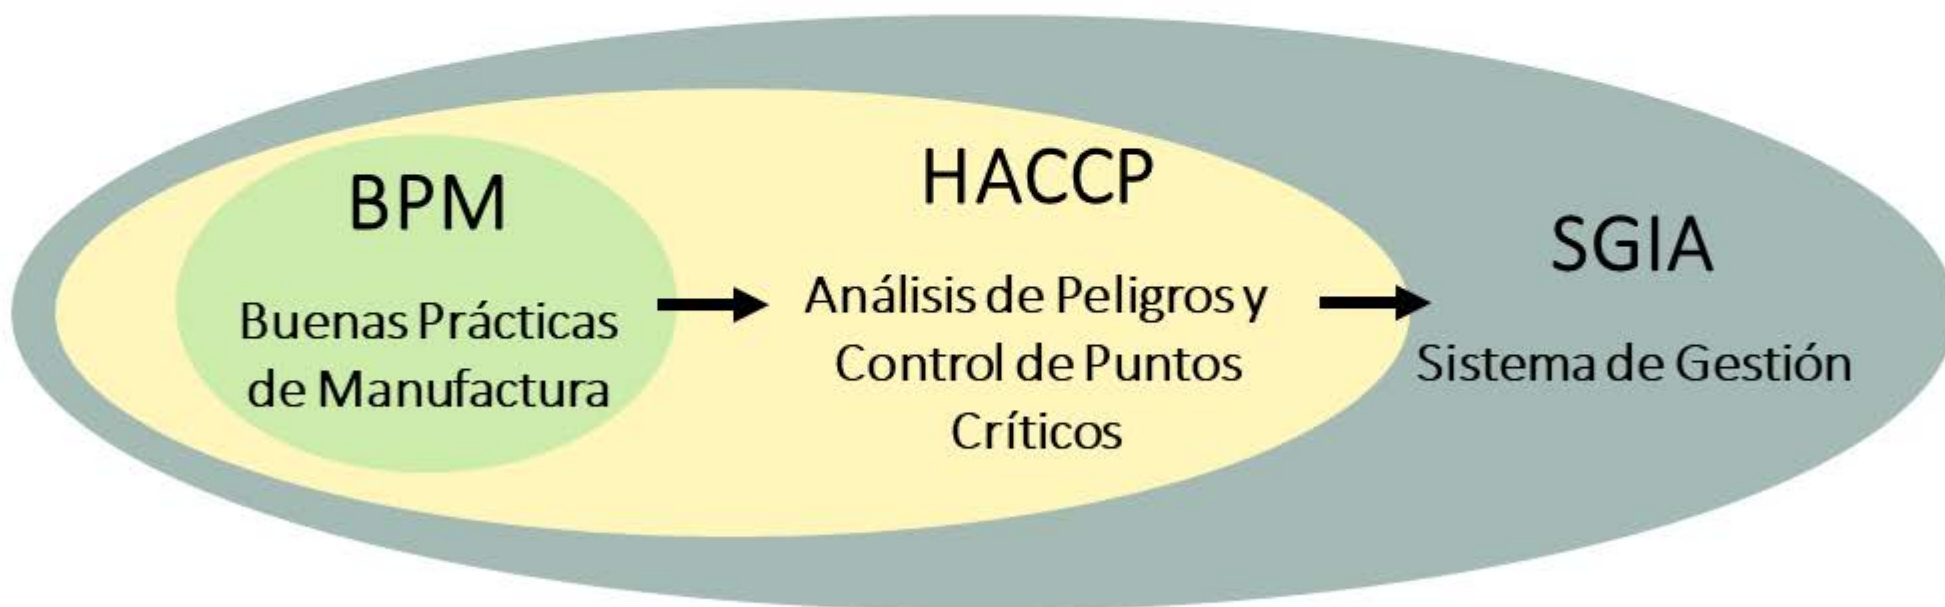 BPM
Buenas Prácticas
de Manufactura
HACCP
Análisis de Peligros y
Control de Puntos
Críticos
SGIA
Sistema de Gestión